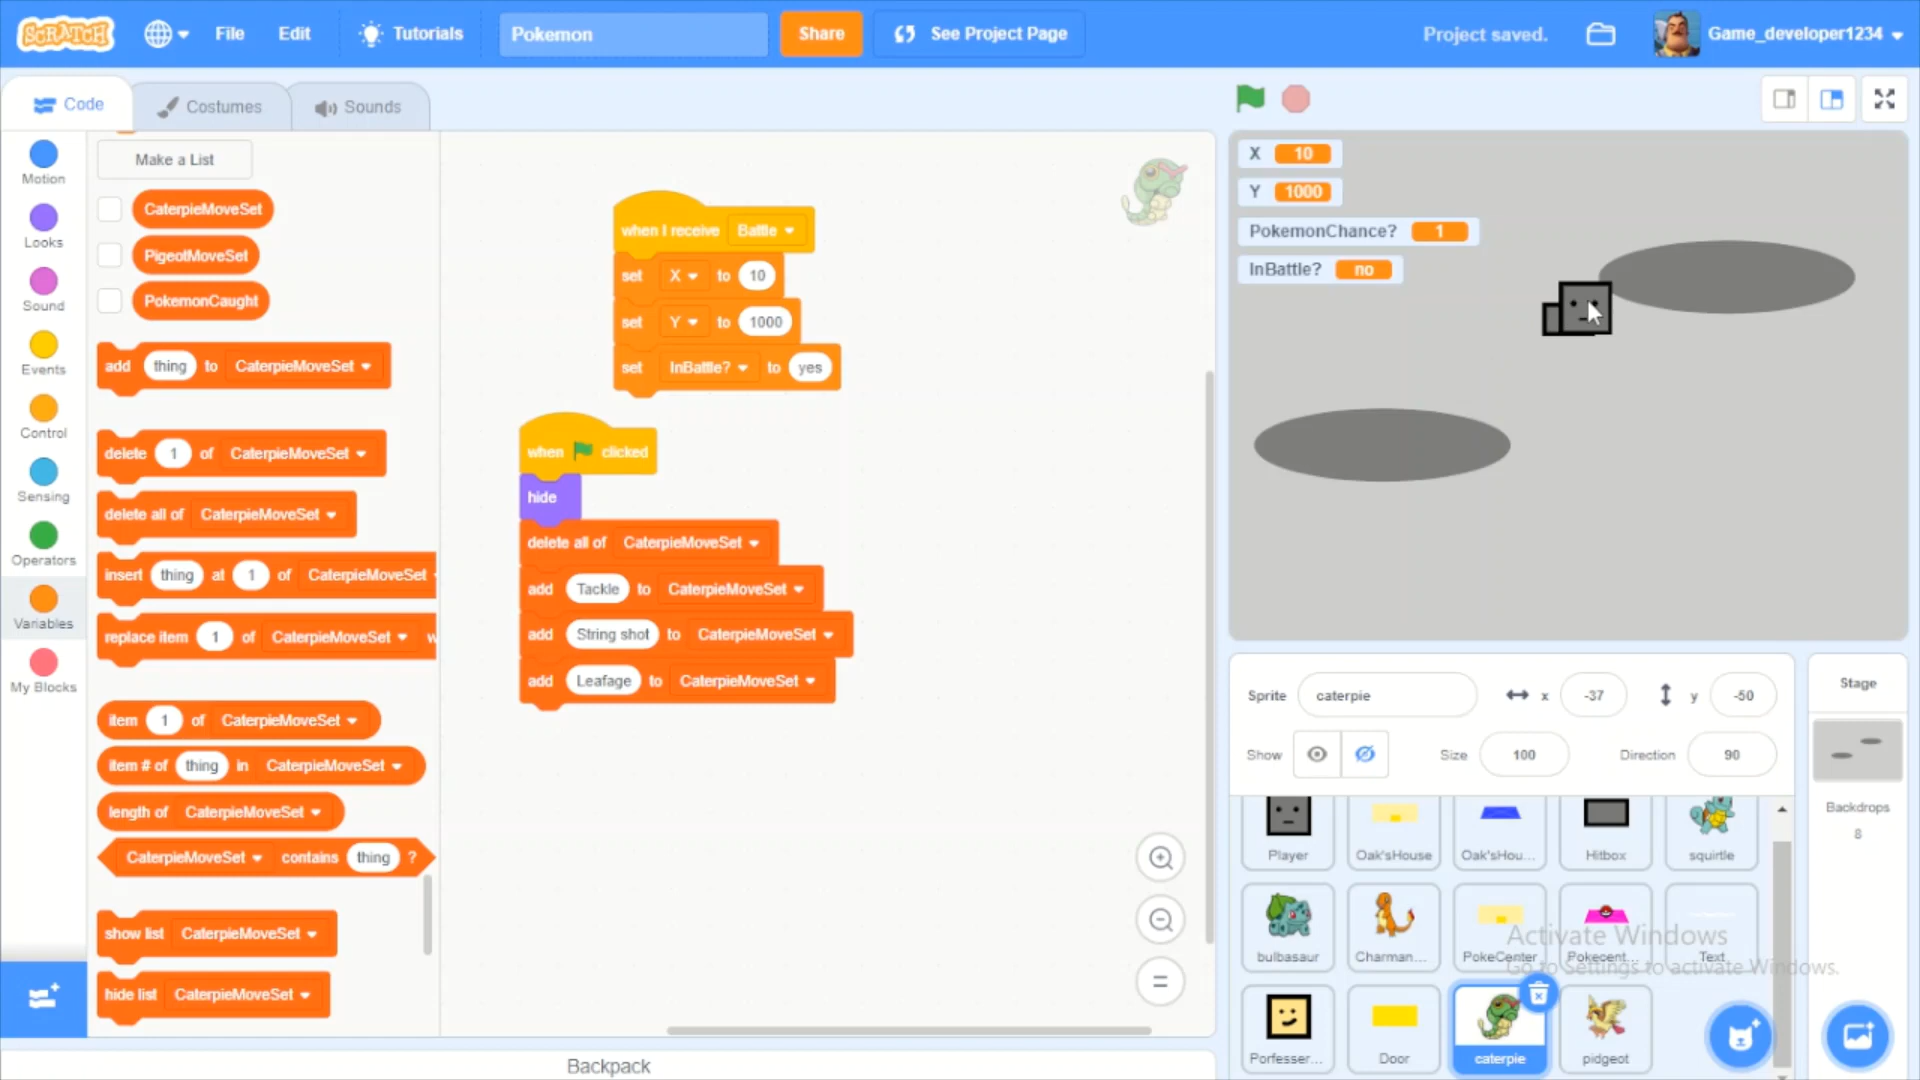 SCRATCH File Edit Tutorials Pokemon Share See Project Page Project saved. Game_developer1234
Code Costumes Sounds
Motion
Looks
Sound
Events
Control
Sensing
Operators
Variables
My Blocks
Make a List
CaterpieMoveSet
PigeotMoveSet
PokemonCaught
add thing to CaterpieMoveSet
delete 1 of CaterpieMoveSet
delete all of CaterpieMoveSet
insert thing at 1 of CaterpieMoveSet
replace item 1 of CaterpieMoveSet w
item 1 of CaterpieMoveSet
item # of thing in CaterpieMoveSet
length of CaterpieMoveSet
CaterpieMoveSet contains thing ?
show list CaterpieMoveSet
hide list CaterpieMoveSet
when I receive Battle
set X to 10
set Y to 1000
set InBattle? to yes
when clicked
hide
delete all of CaterpieMoveSet
add Tackle to CaterpieMoveSet
add String shot to CaterpieMoveSet
add Leafage to CaterpieMoveSet
Backpack
X 10
Y 1000
PokemonChance? 1
InBattle? no
Sprite caterpie x -37 y -50
Show Size 100 Direction 90
Player Oak'sHouse Oak'sHou... Hitbox squirtle
bulbasaur Charman... PokeCenter Pokecent... Text
Porfesser... Door caterpie pidgeot
Stage
Backdrops
8
Activate Windows
Go to Settings to activate Windows.